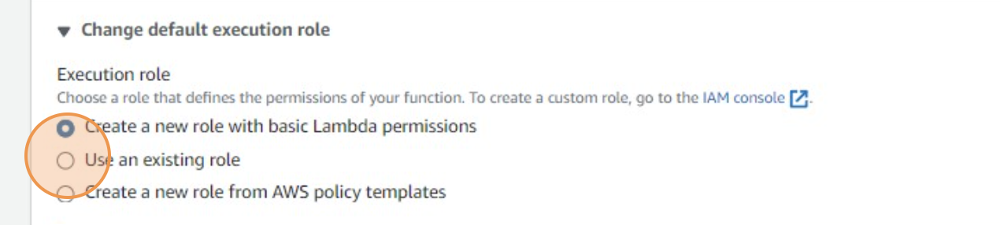 Change default execution role
Execution role
Choose a role that defines the permissions of your function. To create a custom role, go to the IAM console.
Create a new role with basic Lambda permissions
Use an existing role
Create a new role from AWS policy templates